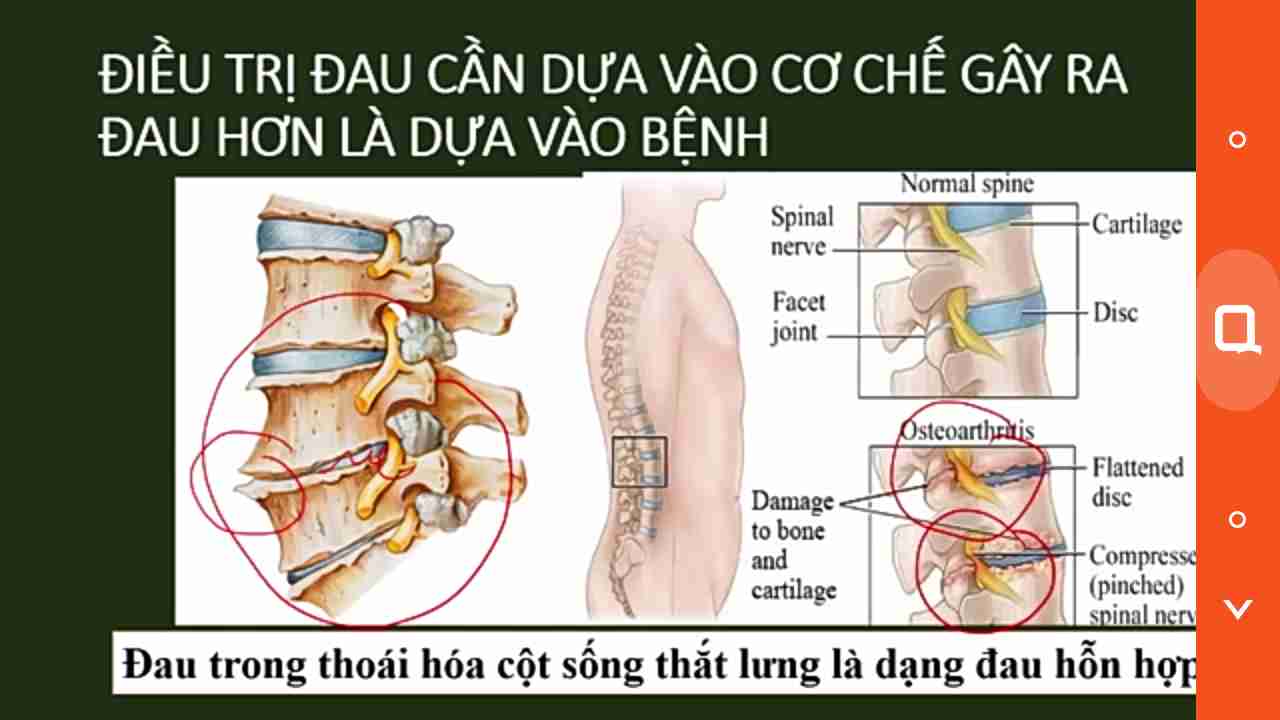 ĐIỀU TRỊ ĐAU CẦN DỰA VÀO CƠ CHẾ GÂY RA
ĐAU HƠN LÀ DỰA VÀO BỆNH
Normal spine
Spinal
nerve
Cartilage
Facet
joint
Disc
Osteoarthritis
Flattened
disc
Damage
to bone
and
cartilage
Compresse
(pinched)
spinal nerv
Đau trong thoái hóa cột sống thắt lưng là dạng đau hỗn hợp